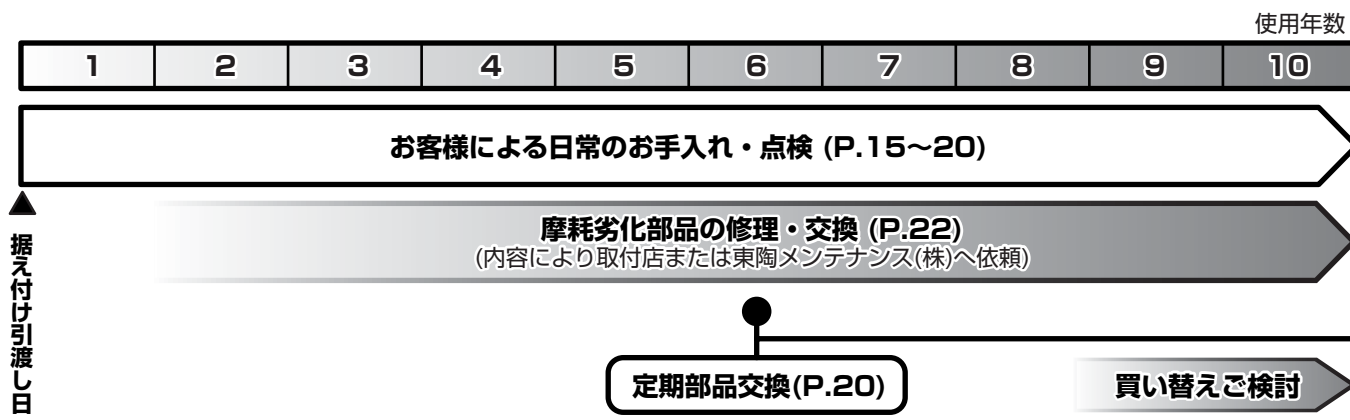 使用年数
1 2 3 4 5 6 7 8 9 10
お客様による日常のお手入れ・点検 (P.15～20)
据え付け引渡し日
摩耗劣化部品の修理・交換 (P.22)
(内容により取付店または東陶メンテナンス(株)へ依頼)
定期部品交換(P.20)
買い替えご検討